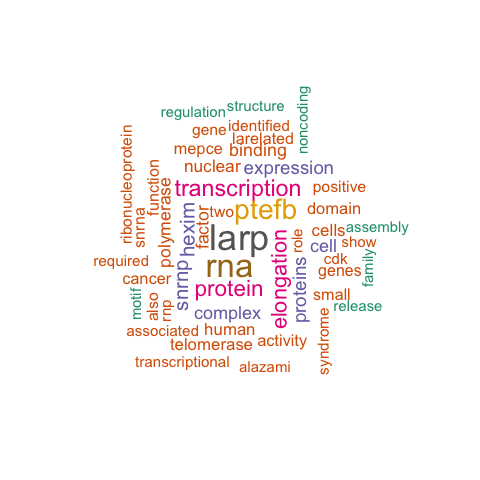 regulation
structure
noncoding
gene
identified
larelated
mepce
binding
ribonucleoprotein
nuclear
expression
function
transcription
positive
snrna
polymerase
hexim
factor
two
ptefb
domain
assembly
larp
role
cells
cell
show
required
snrnp
rna
elongation
proteins
cdk
genes
family
cancer
protein
motif
also
rnp
complex
small
release
associated
human
activity
syndrome
telomerase
transcriptional
alazami